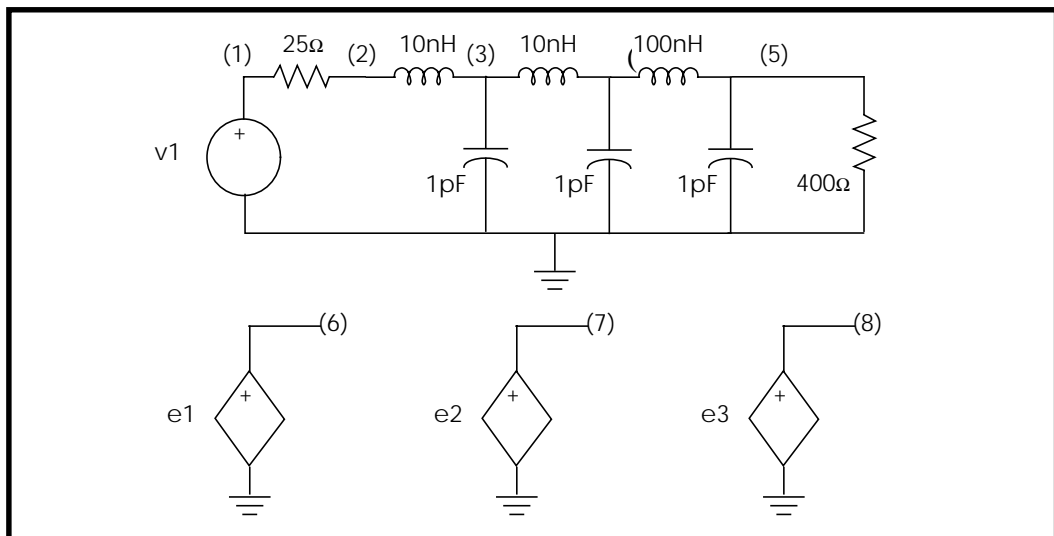 (1) 25Ω (2) 10nH (3) 10nH ( 100nH (5)
v1 +
1pF 1pF 1pF 400Ω
(6) (7) (8)
e1 + e2 + e3 +